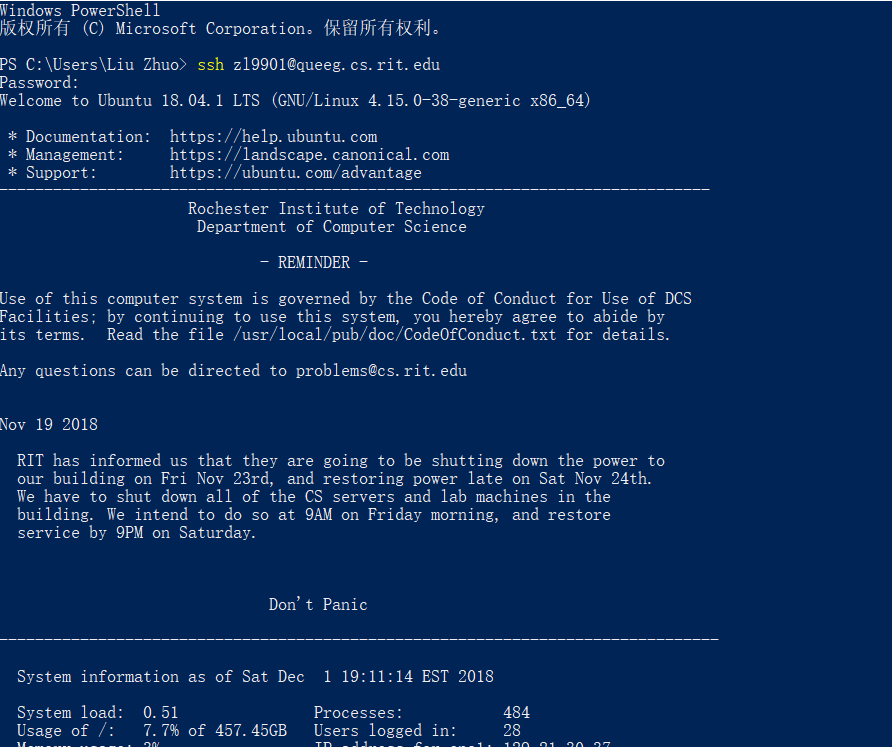 Windows PowerShell
版权所有 (C) Microsoft Corporation。保留所有权利。
PS C:\Users\Liu Zhuo> ssh zl9901@queeg.cs.rit.edu
Password:
Welcome to Ubuntu 18.04.1 LTS (GNU/Linux 4.15.0-38-generic x86_64)
* Documentation:  https://help.ubuntu.com
* Management:     https://landscape.canonical.com
* Support:        https://ubuntu.com/advantage
Rochester Institute of Technology
Department of Computer Science
- REMINDER -
Use of this computer system is governed by the Code of Conduct for Use of DCS
Facilities; by continuing to use this system, you hereby agree to abide by
its terms.  Read the file /usr/local/pub/doc/CodeOfConduct.txt for details.
Any questions can be directed to problems@cs.rit.edu
Nov 19 2018
RIT has informed us that they are going to be shutting down the power to
our building on Fri Nov 23rd, and restoring power late on Sat Nov 24th.
We have to shut down all of the CS servers and lab machines in the
building. We intend to do so at 9AM on Friday morning, and restore
service by 9PM on Saturday.
Don't Panic
System information as of Sat Dec  1 19:11:14 EST 2018
System load:  0.51              Processes:           484
Usage of /:   7.7% of 457.45GB   Users logged in:     28
Memory usage: 3%                IP address for